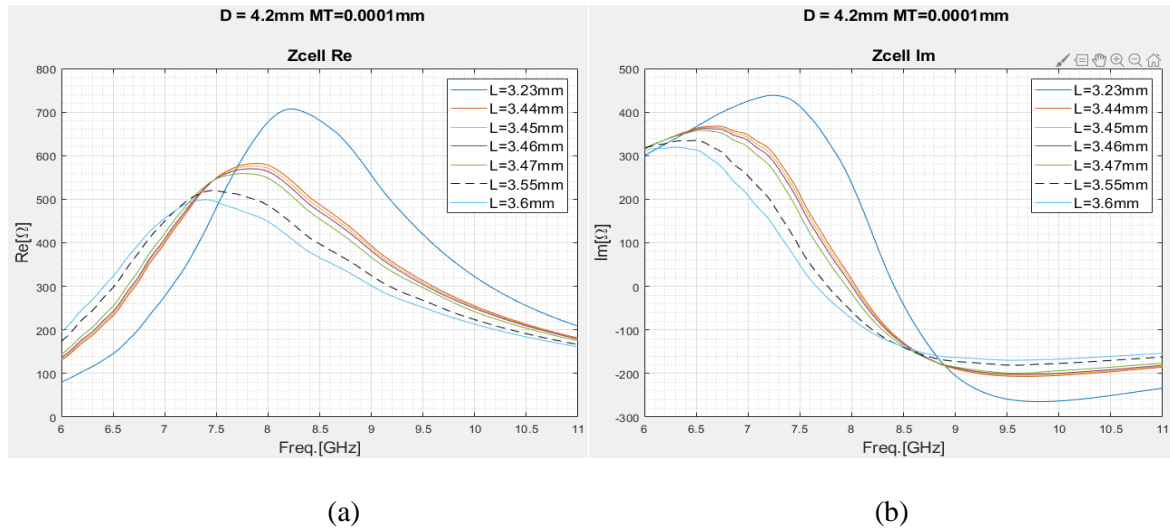 D = 4.2mm MT=0.0001mm
Zcell Re
800
700
600
500
400
300
200
100
0
Re[Ω]
6 6.5 7 7.5 8 8.5 9 9.5 10 10.5 11
Freq.[GHz]
L=3.23mm
L=3.44mm
L=3.45mm
L=3.46mm
L=3.47mm
L=3.55mm
L=3.6mm
(a)
D = 4.2mm MT=0.0001mm
Zcell Im
500
400
300
200
100
0
-100
-200
-300
Im[Ω]
6 6.5 7 7.5 8 8.5 9 9.5 10 10.5 11
Freq.[GHz]
L=3.23mm
L=3.44mm
L=3.45mm
L=3.46mm
L=3.47mm
L=3.55mm
L=3.6mm
(b)